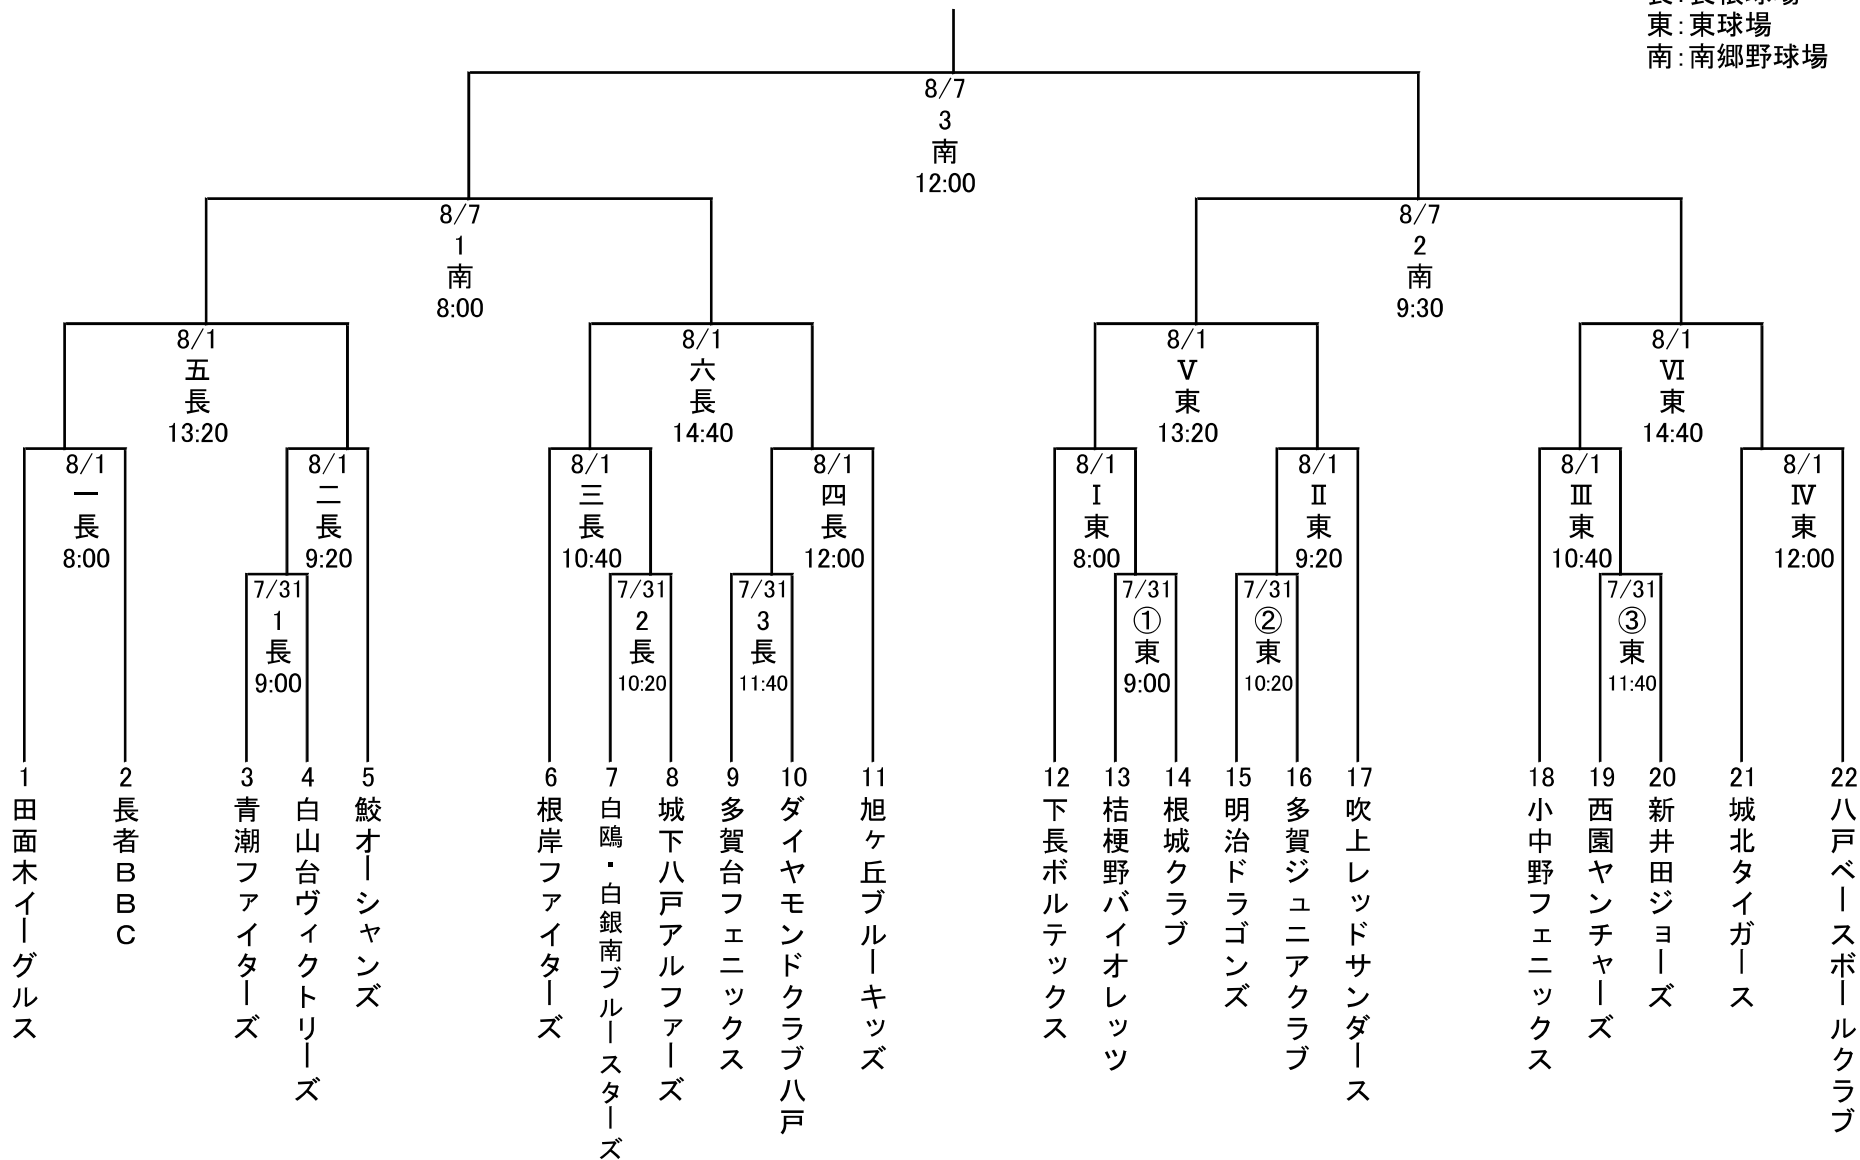 長:長根球場
東:東球場
南:南郷野球場
8/7
3
南
12:00
8/7
1
南
8:00
8/7
2
南
9:30
8/1
五
長
13:20
8/1
六
長
14:40
8/1
Ⅴ
東
13:20
8/1
Ⅵ
東
14:40
8/1
一
長
8:00
8/1
二
長
9:20
8/1
三
長
10:40
8/1
四
長
12:00
8/1
Ⅰ
東
8:00
8/1
Ⅱ
東
9:20
8/1
Ⅲ
東
10:40
8/1
Ⅳ
東
12:00
7/31
1
長
9:00
7/31
2
長
10:20
7/31
3
長
11:40
7/31
①
東
9:00
7/31
②
東
10:20
7/31
③
東
11:40
1
田面木イーグルス
2
長者BBC
3
青潮ファイターズ
4
白山台ヴィクトリーズ
5
鮫オーシャンズ
6
根岸ファイターズ
7
白鷗・白銀南ブルースターズ
8
城下八戸アルファーズ
9
多賀台フェニックス
10
ダイヤモンドクラブ八戸
11
旭ヶ丘ブルーキッズ
12
下長ボルテックス
13
桔梗野バイオレッツ
14
根城クラブ
15
明治ドラゴンズ
16
多賀ジュニアクラブ
17
吹上レッドサンダース
18
小中野フェニックス
19
西園ヤンチャーズ
20
新井田ジョーズ
21
城北タイガース
22
八戸ベースボールクラブ